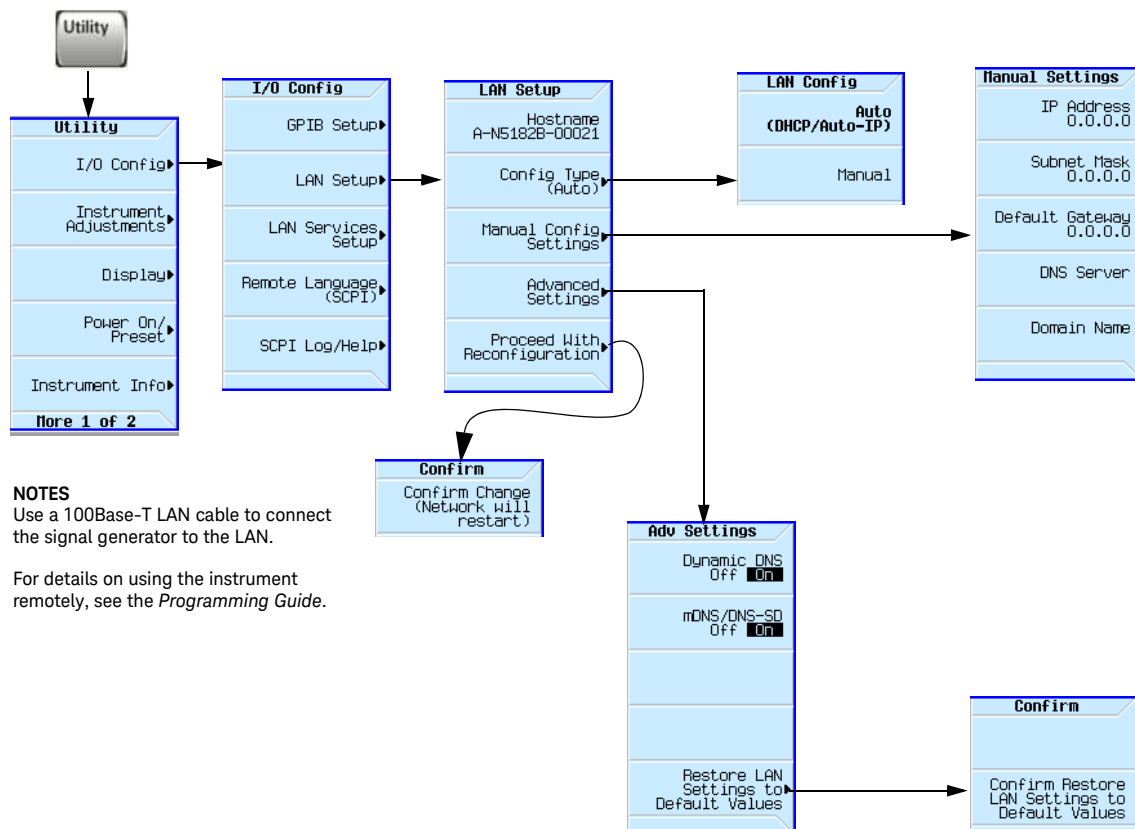 Utility
Utility
I/O Config
Instrument
Adjustments
Display
Power On/
Preset
Instrument Info
More 1 of 2
I/O Config
GPIB Setup
LAN Setup
LAN Services
Setup
Remote Language
(SCPI)
SCPI Log/Help
LAN Setup
Hostname
A-N5182B-00021
Config Type
(Auto)
Manual Config
Settings
Advanced
Settings
Proceed With
Reconfiguration
LAN Config
Auto
(DHCP/Auto-IP)
Manual
Manual Settings
IP Address
0.0.0.0
Subnet Mask
0.0.0.0
Default Gateway
0.0.0.0
DNS Server
Domain Name
Confirm
Confirm Change
(Network will
restart)
NOTES
Use a 100Base-T LAN cable to connect
the signal generator to the LAN.
For details on using the instrument
remotely, see the Programming Guide.
Adv Settings
Dynamic DNS
Off On
mDNS/DNS-SD
Off On
Restore LAN
Settings to
Default Values
Confirm
Confirm Restore
LAN Settings to
Default Values